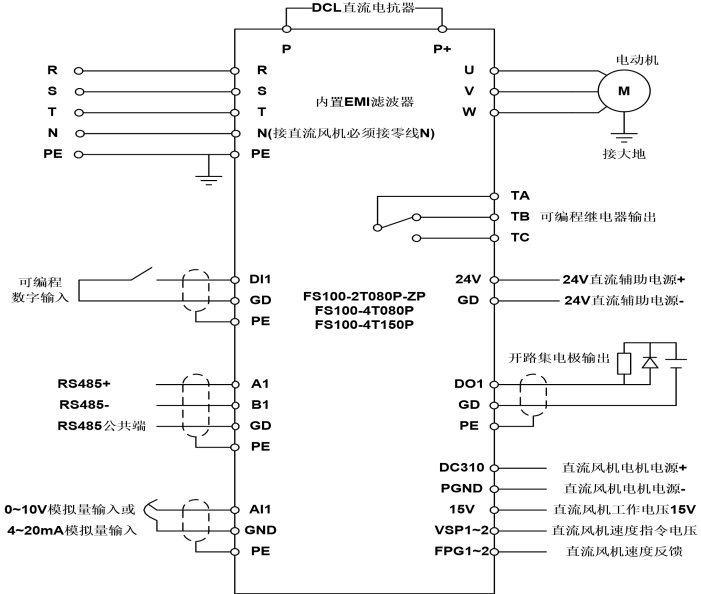 DCL直流电抗器
P P+
R R U 电动机
S S 内置EMI滤波器 V M
T T W
N N(接直流风机必须接零线N)
PE PE 接大地
TA
TB 可编程继电器输出
TC
可编程 DI1 24V 24V直流辅助电源+
数字输入 GD FS100-2T080P-ZP GD 24V直流辅助电源-
FS100-4T080P
PE FS100-4T150P
开路集电极输出
RS485+ A1 DO1
RS485- B1 GD
RS485公共端 GD PE
PE
DC310 直流风机电机电源+
PGND 直流风机电机电源-
0~10V模拟量输入或 AI1 15V 直流风机工作电压15V
4~20mA模拟量输入 GND VSP1~2 直流风机速度指令电压
PE FPG1~2 直流风机速度反馈